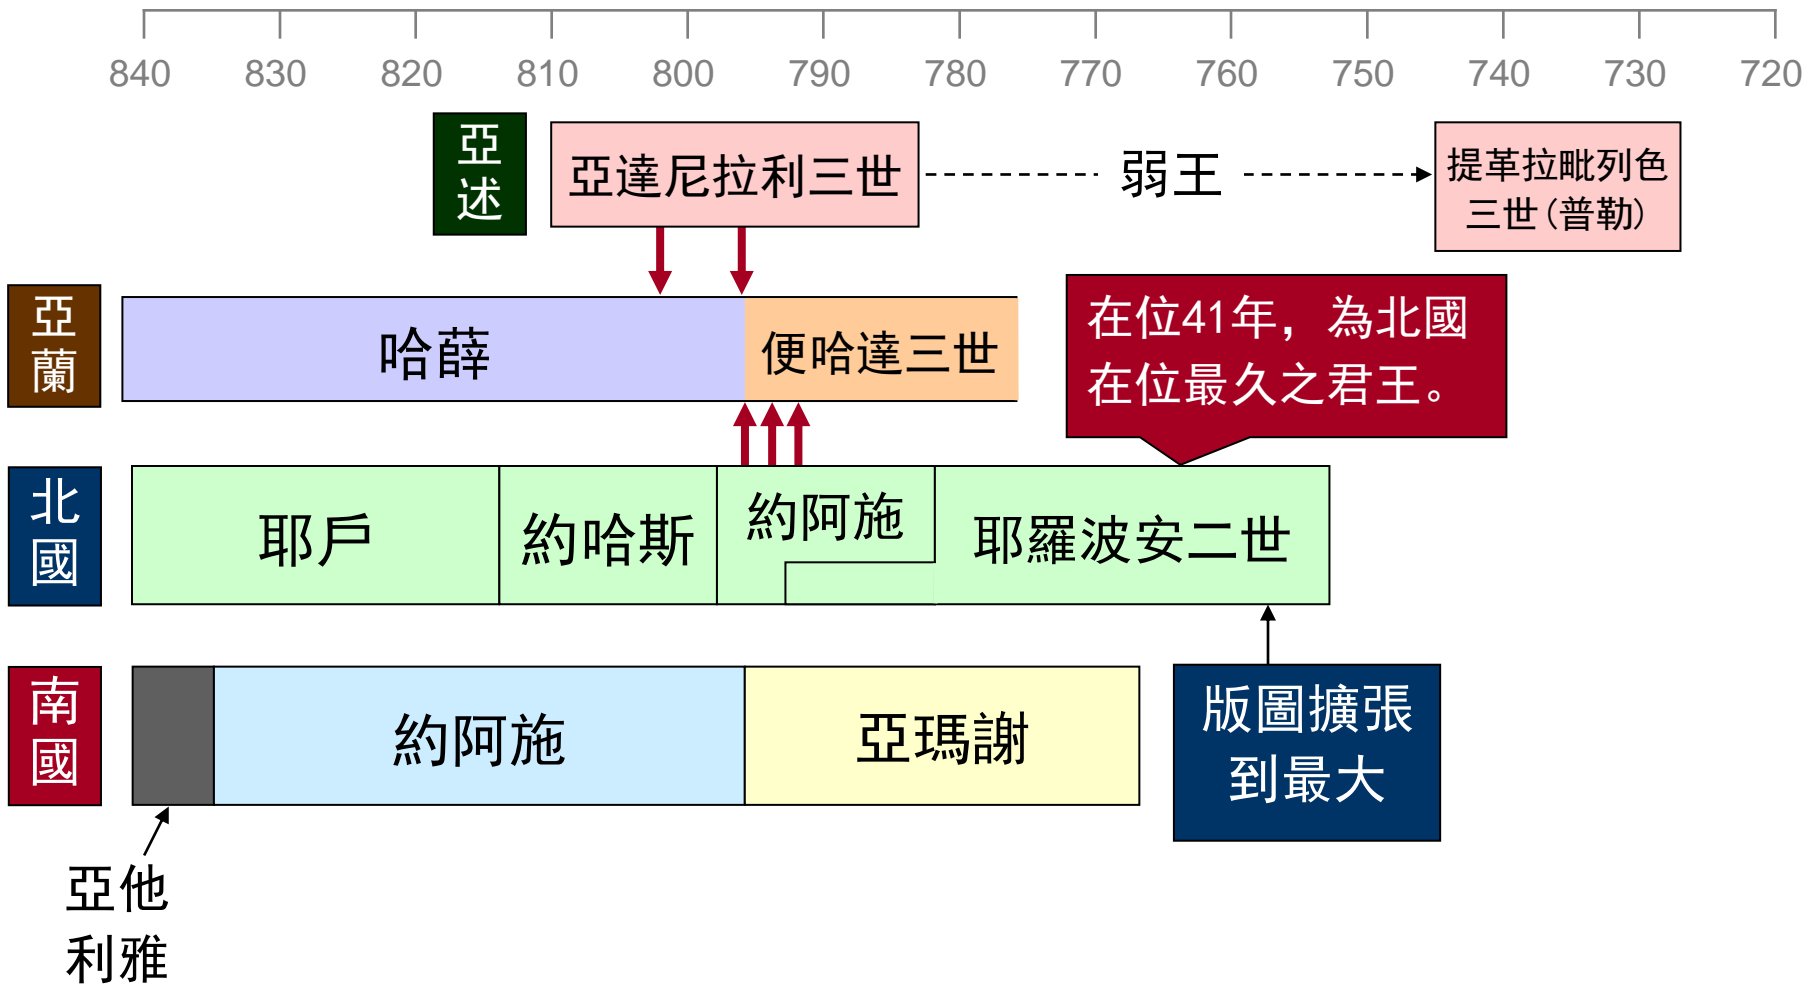 840 830 820 810 800 790 780 770 760 750 740 730 720
亞
述
亞達尼拉利三世
弱王
提革拉毗列色
三世(普勒)
亞
蘭
哈薛
便哈達三世
在位41年，為北國
在位最久之君王。
北
國
耶戶
約哈斯
約阿施
耶羅波安二世
南
國
約阿施
亞瑪謝
版圖擴張
到最大
亞他
利雅